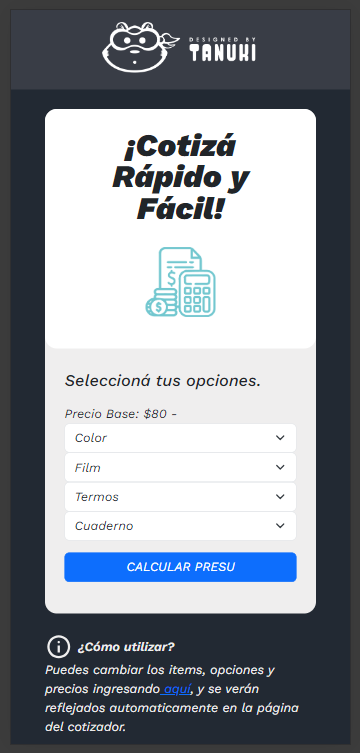 DESIGNED BY
TANUKI
¡Cotizá
Rápido y
Fácil!
Seleccioná tus opciones.
Precio Base: $80 -
Color
Film
Termos
Cuaderno
CALCULAR PRESU
¿Cómo utilizar?
Puedes cambiar los items, opciones y
precios ingresando aquí, y se verán
reflejados automaticamente en la página
del cotizador.